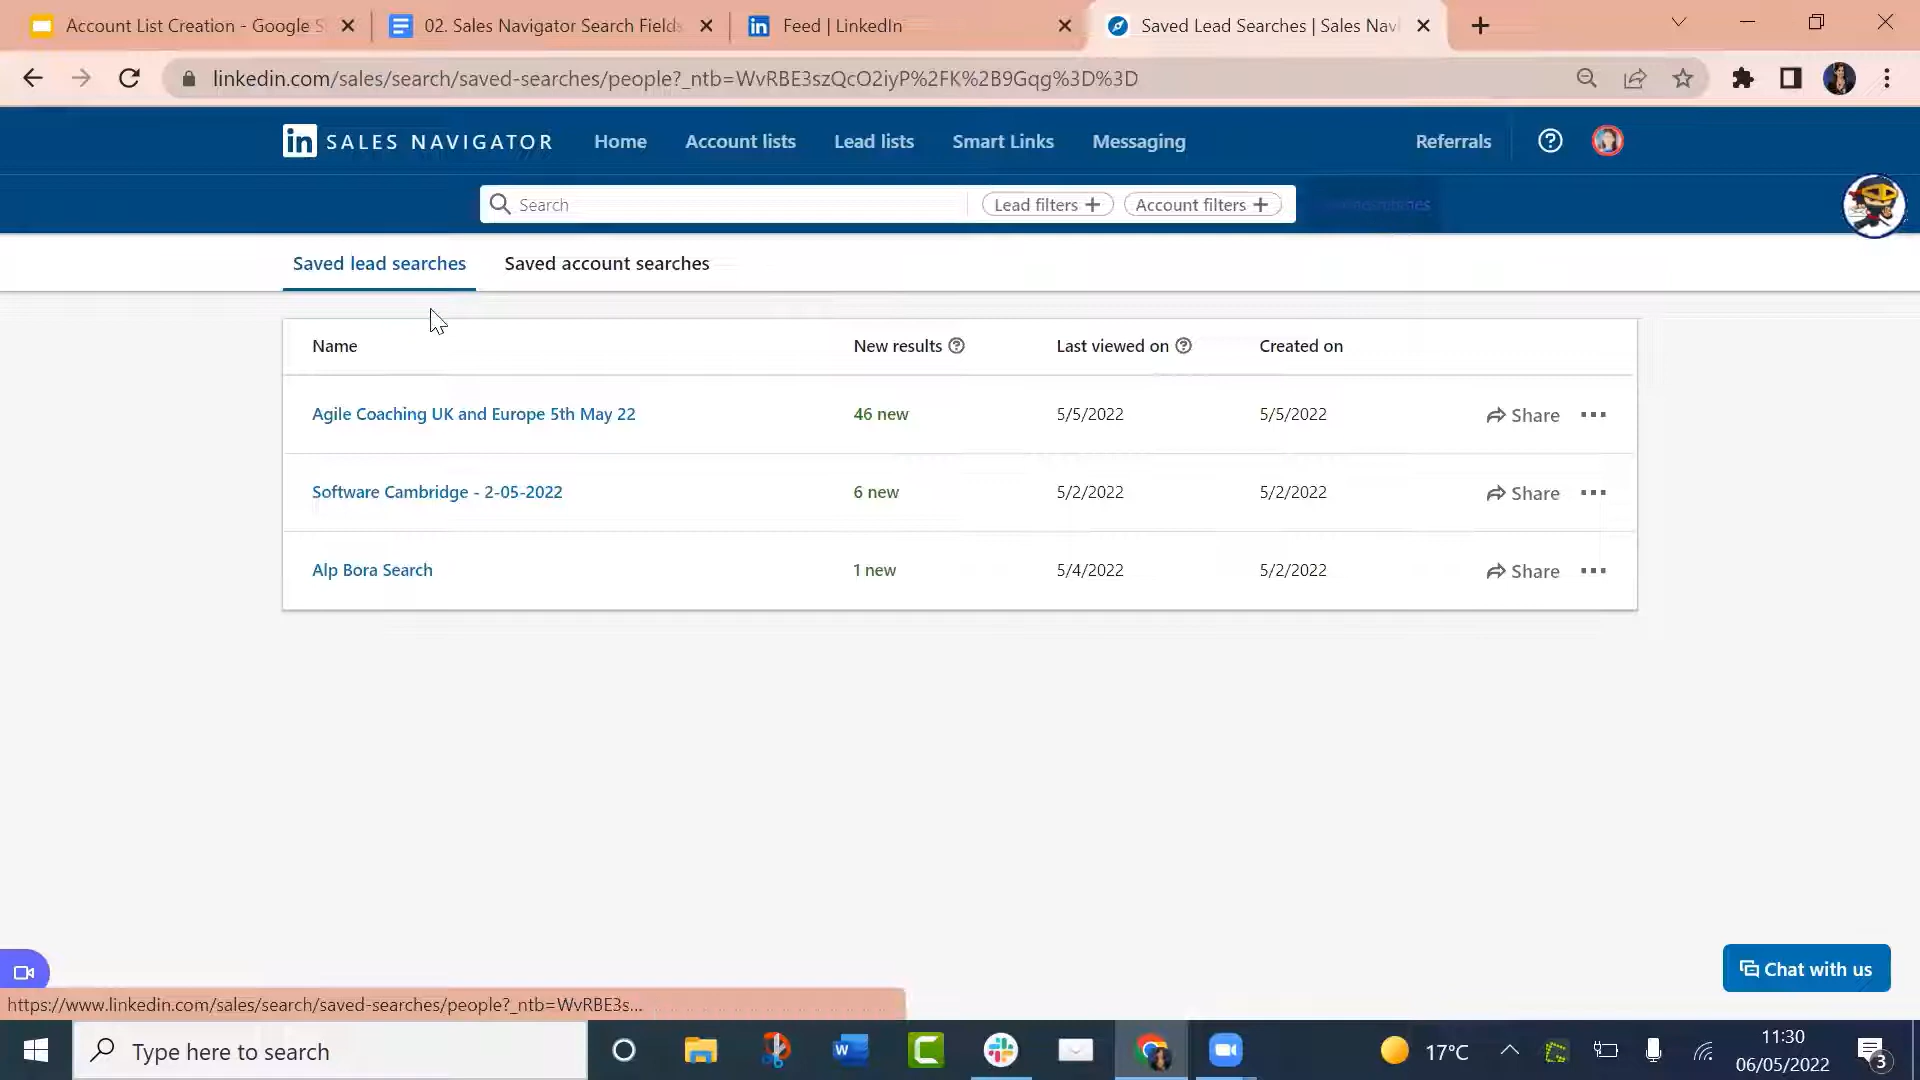 Account List Creation - Google S
02. Sales Navigator Search Fields
Feed | LinkedIn
Saved Lead Searches | Sales Nav
linkedin.com/sales/search/saved-searches/people?_ntb=WvRBE3szQcO2iyP%2FK%2B9Gqg%3D%3D
in SALES NAVIGATOR
Home
Account lists
Lead lists
Smart Links
Messaging
Referrals
Search
Lead filters +
Account filters +
Saved lead searches
Saved account searches
Name
New results
Last viewed on
Created on
Agile Coaching UK and Europe 5th May 22
46 new
5/5/2022
5/5/2022
Share
Software Cambridge - 2-05-2022
6 new
5/2/2022
5/2/2022
Share
Alp Bora Search
1 new
5/4/2022
5/2/2022
Share
Chat with us
https://www.linkedin.com/sales/search/saved-searches/people?_ntb=WvRBE3s...
Type here to search
17°C
11:30
06/05/2022
3